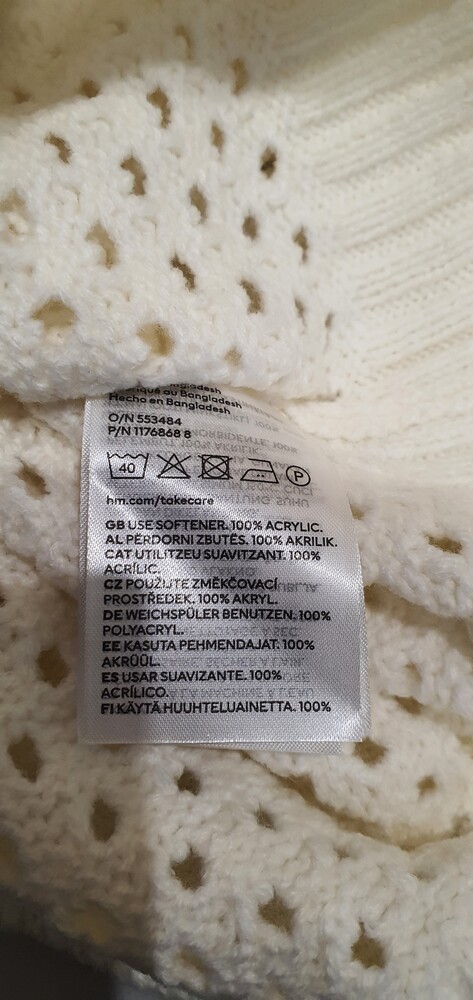 Hecho en Bangladesh
O/N 553484
P/N 1176868 8
40
P
hm.com/takecare
GB USE SOFTENER. 100% ACRYLIC.
AL PËRDORNI ZBUTËS. 100% AKRILIK.
CAT UTILITZEU SUAVITZANT. 100%
ACRÍLIC.
CZ POUŽIJTE ZMĚKČOVACÍ
PROSTŘEDEK. 100% AKRYL.
DE WEICHSPÜLER BENUTZEN. 100%
POLYACRYL.
EE KASUTA PEHMENDAJAT. 100%
AKRÜÜL.
ES USAR SUAVIZANTE. 100%
ACRÍLICO.
FI KÄYTÄ HUUHTELUAINETTA. 100%